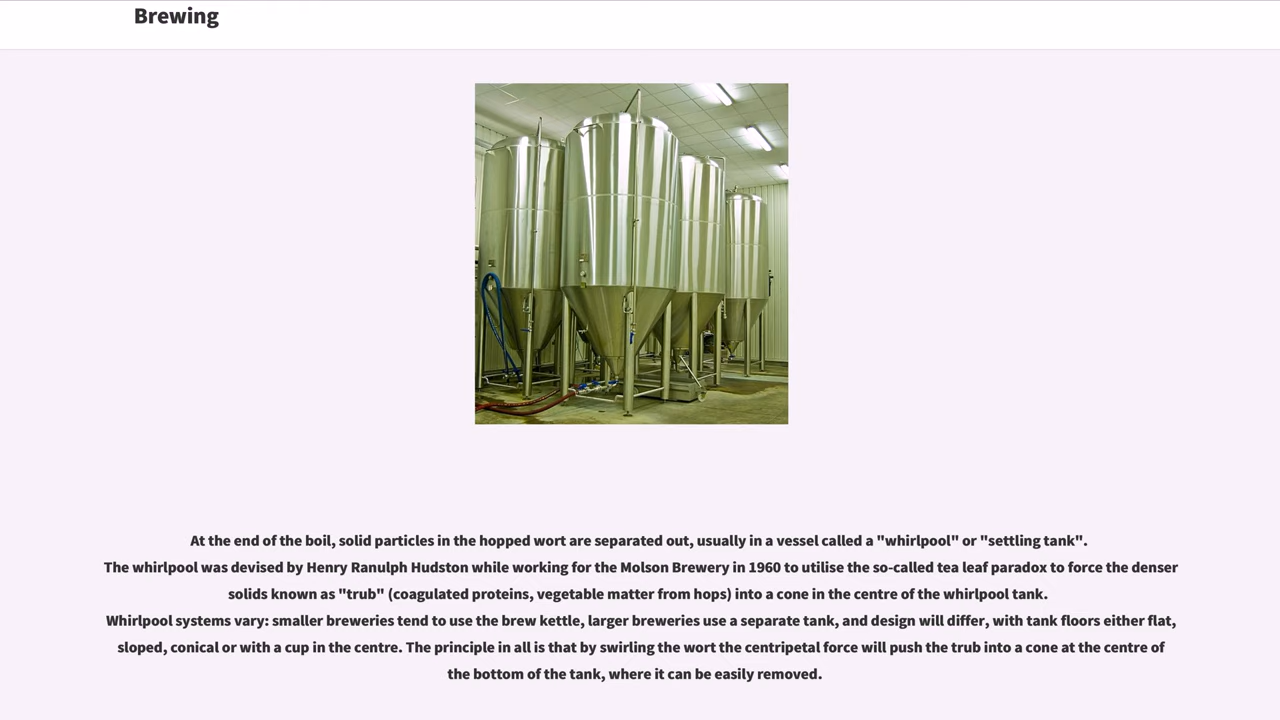 Brewing
At the end of the boil, solid particles in the hopped wort are separated out, usually in a vessel called a "whirlpool" or "settling tank".
The whirlpool was devised by Henry Ranulph Hudston while working for the Molson Brewery in 1960 to utilise the so-called tea leaf paradox to force the denser
solids known as "trub" (coagulated proteins, vegetable matter from hops) into a cone in the centre of the whirlpool tank.
Whirlpool systems vary: smaller breweries tend to use the brew kettle, larger breweries use a separate tank, and design will differ, with tank floors either flat,
sloped, conical or with a cup in the centre. The principle in all is that by swirling the wort the centripetal force will push the trub into a cone at the centre of
the bottom of the tank, where it can be easily removed.